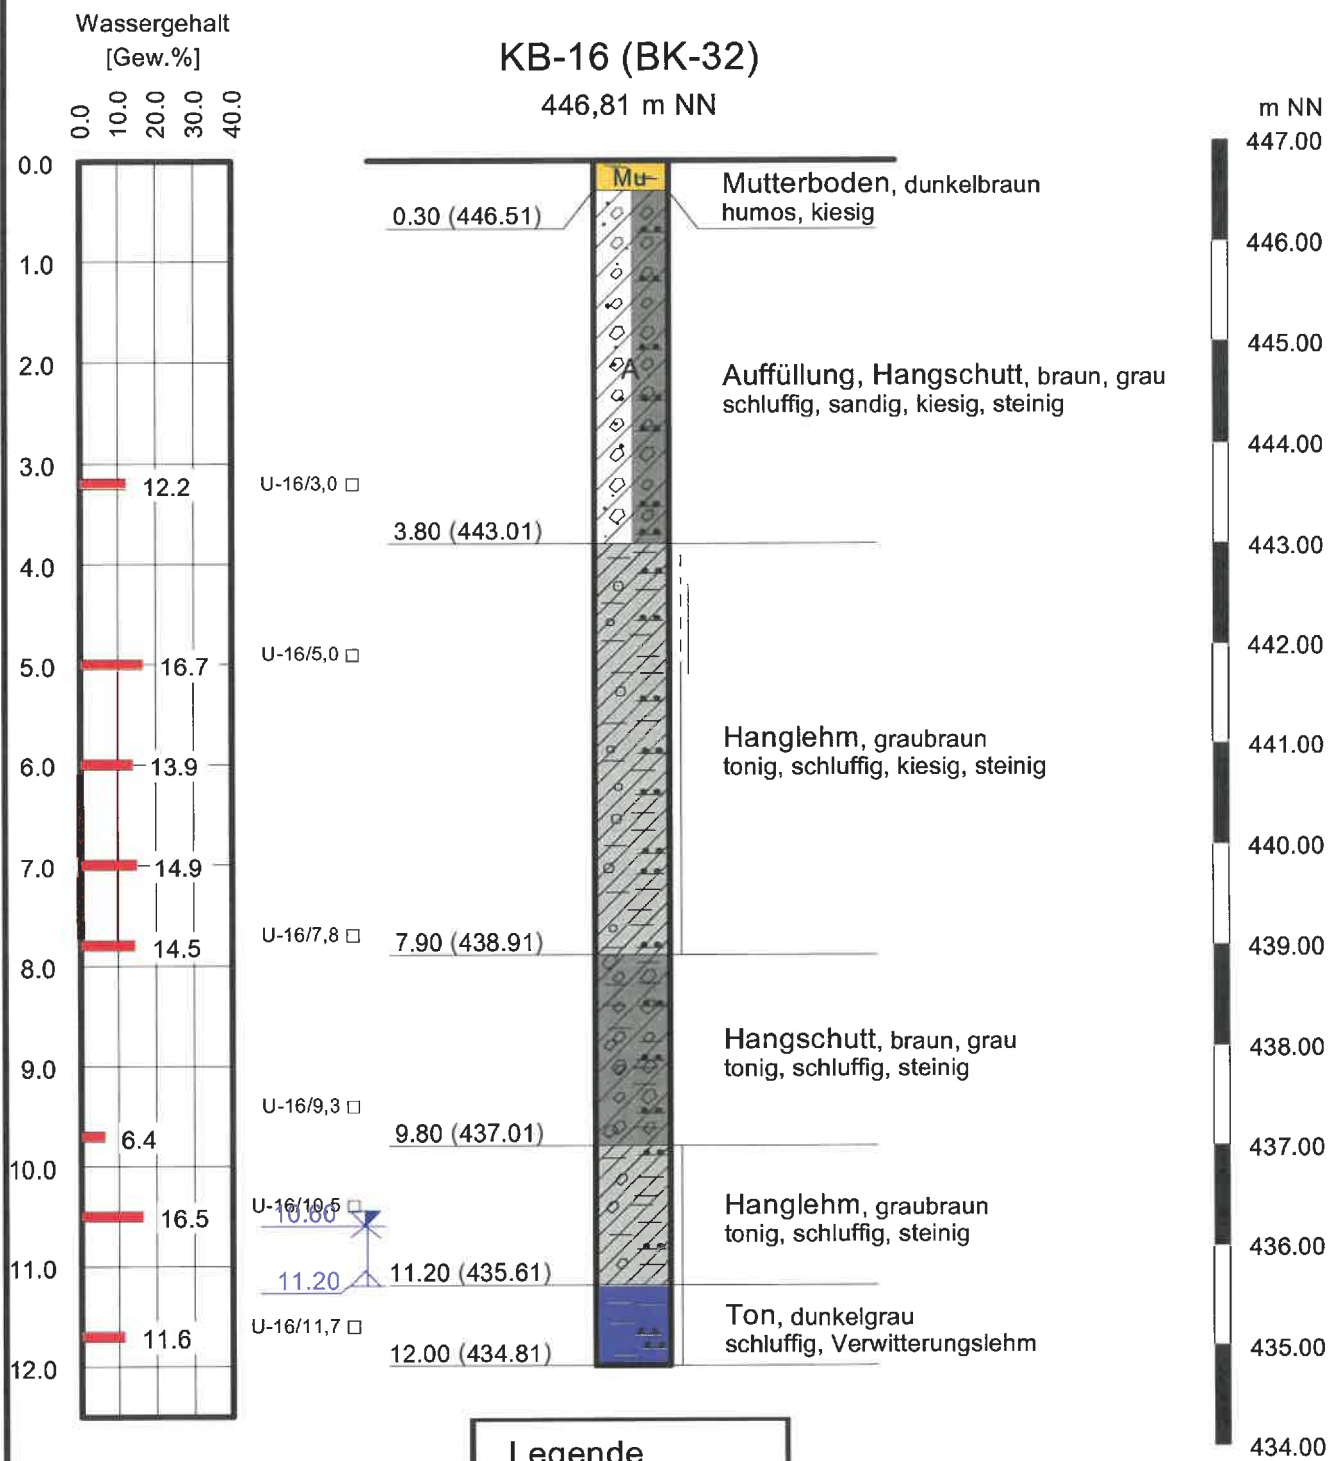 Wassergehalt
[Gew.%]
0.0 10.0 20.0 30.0 40.0
KB-16 (BK-32)
446,81 m NN
m NN
447.00
0.0
Mu
Mutterboden, dunkelbraun
humos, kiesig
0.30 (446.51)
446.00
1.0
445.00
2.0
A
Auffüllung, Hangschutt, braun, grau
schluffig, sandig, kiesig, steinig
444.00
3.0
12.2
U-16/3,0
3.80 (443.01)
443.00
4.0
442.00
U-16/5,0
5.0
16.7
Hanglehm, graubraun
tonig, schluffig, kiesig, steinig
441.00
6.0
13.9
440.00
7.0
14.9
U-16/7,8
7.90 (438.91)
439.00
14.5
8.0
Hangschutt, braun, grau
tonig, schluffig, steinig
438.00
9.0
U-16/9,3
9.80 (437.01)
6.4
437.00
10.0
U-16/10,5
10.60
16.5
Hanglehm, graubraun
tonig, schluffig, steinig
436.00
11.0
11.20
11.20 (435.61)
U-16/11,7
11.6
Ton, dunkelgrau
schluffig, Verwitterungslehm
435.00
12.00 (434.81)
12.0
Legende
434.00